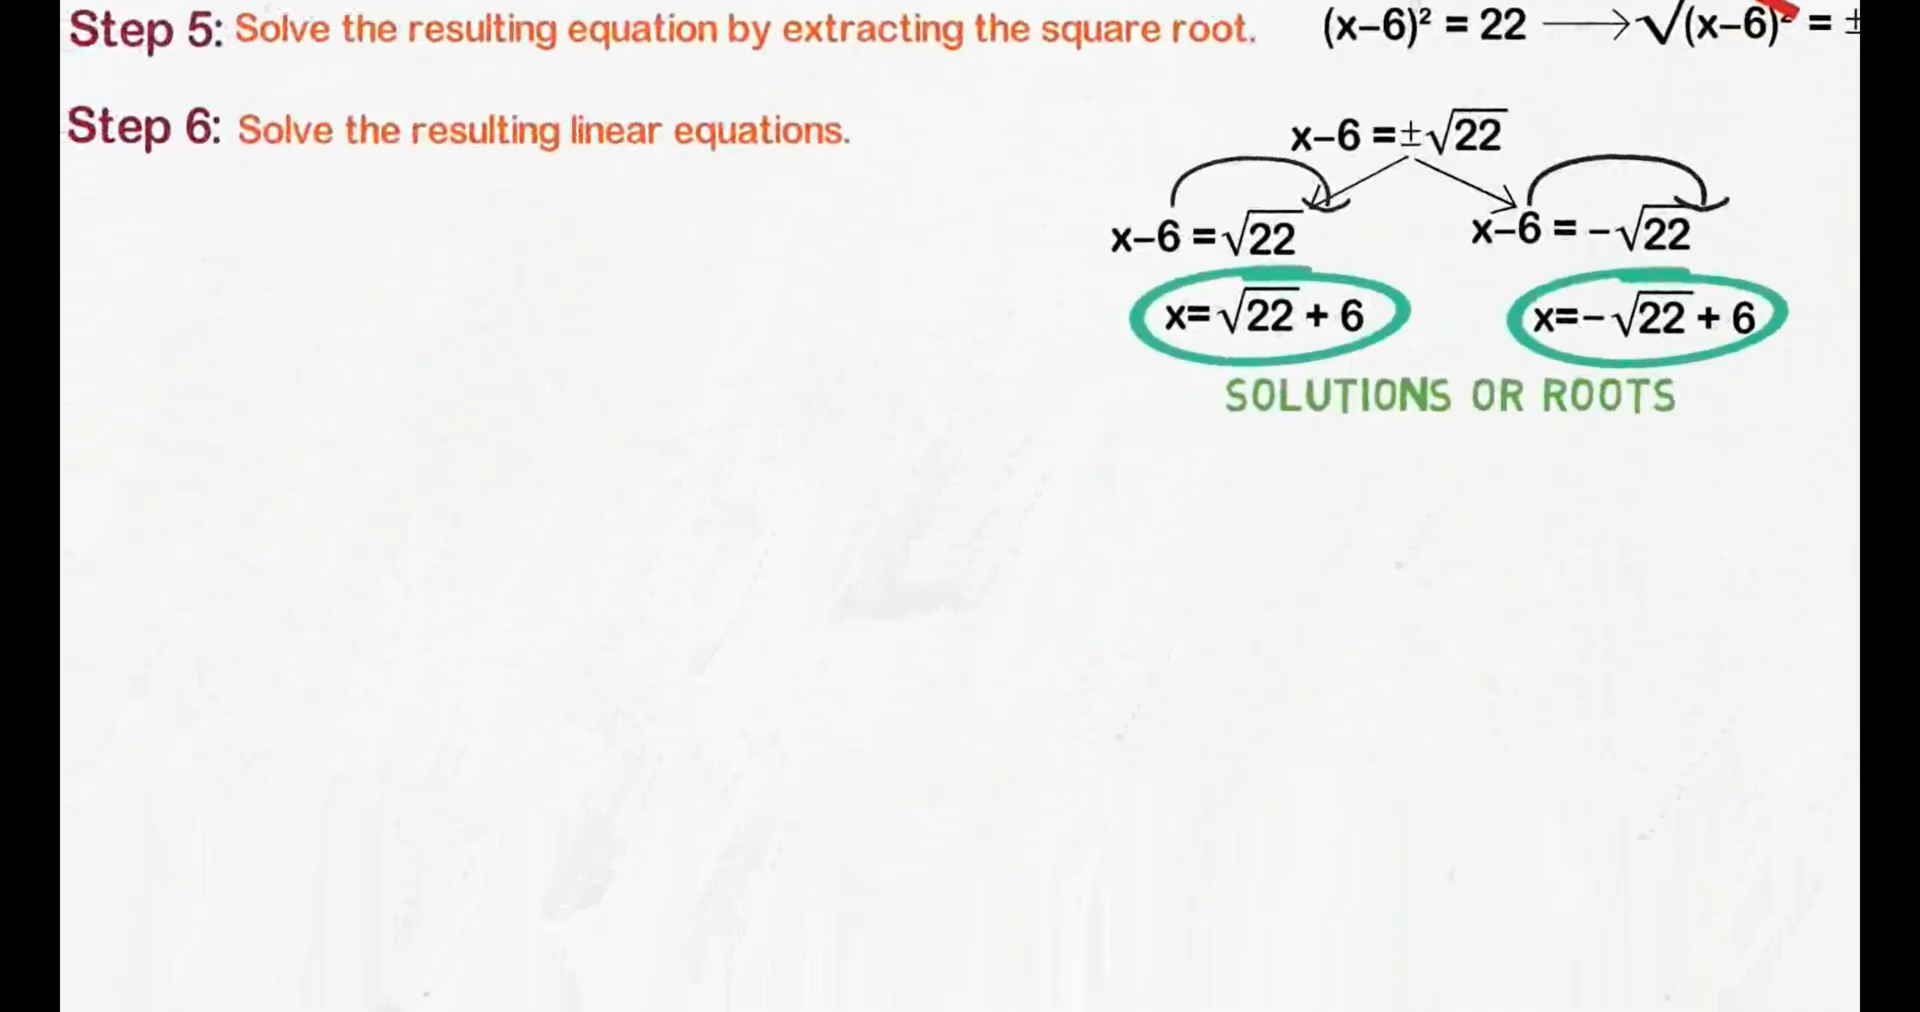 Step 5: Solve the resulting equation by extracting the square root. (x–6)² = 22 ⟶ √(x–6)² = ±
Step 6: Solve the resulting linear equations.
x–6 =±√22
x–6 =√22 x–6 = –√22
x=√22 + 6 x=–√22 + 6
SOLUTIONS OR ROOTS